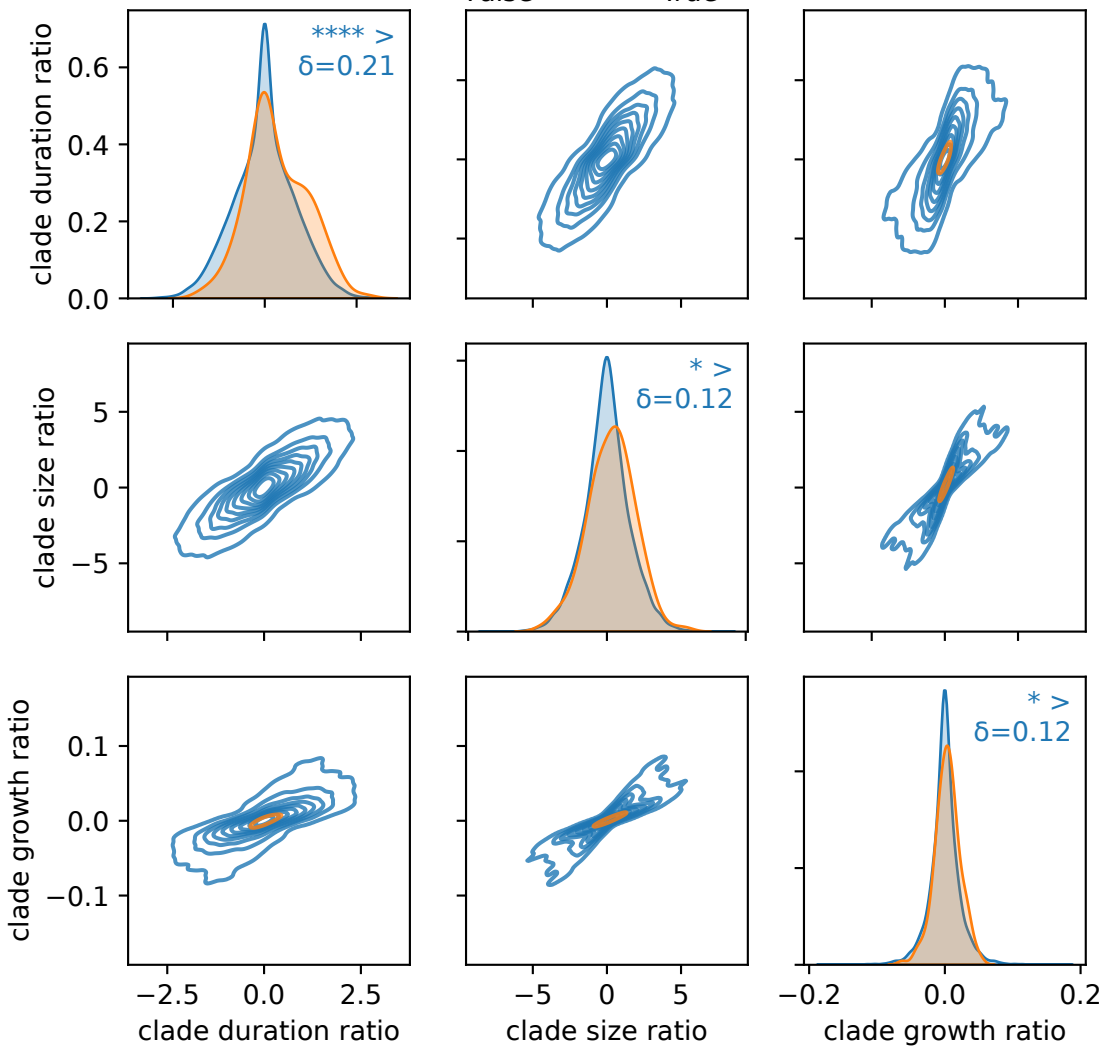 **** >
δ=0.21
clade duration ratio
0.6
0.4
0.2
0.0
* >
δ=0.12
clade size ratio
5
0
−5
* >
δ=0.12
clade growth ratio
0.1
0.0
−0.1
−2.5 0.0 2.5
−5 0 5
−0.2 0.0 0.2
clade duration ratio
clade size ratio
clade growth ratio